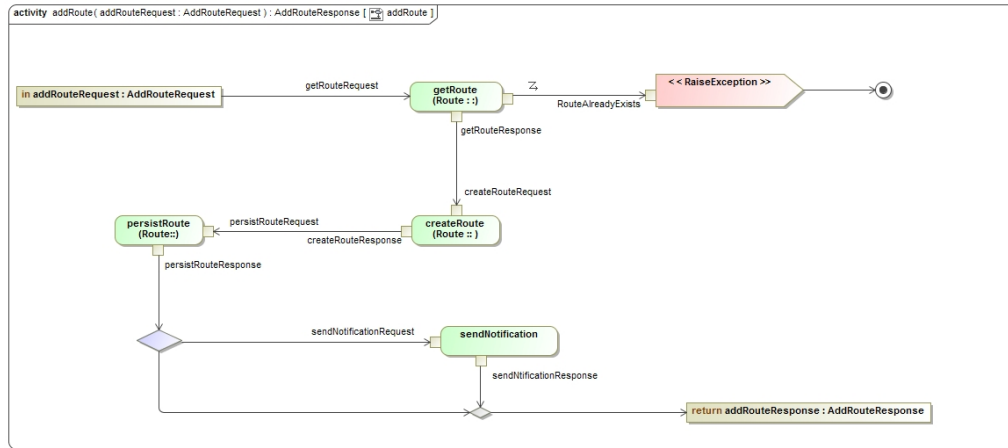 activity addRoute( addRouteRequest : AddRouteRequest ) : AddRouteResponse [ addRoute ]
in addRouteRequest : AddRouteRequest
getRouteRequest
getRoute
(Route : :)
RouteAlreadyExists
<< RaiseException >>
getRouteResponse
createRouteRequest
createRoute
(Route :: )
createRouteResponse
persistRouteRequest
persistRoute
(Route::)
persistRouteResponse
sendNotificationRequest
sendNotification
sendNtificationResponse
return addRouteResponse : AddRouteResponse